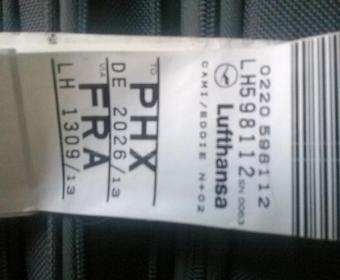 0220 598112
LH598112 SN 0063
Lufthansa
CAMI/EDDIE N+02
TO
PHX
DE 2026/13
VIA
FRA
LH 1309/13